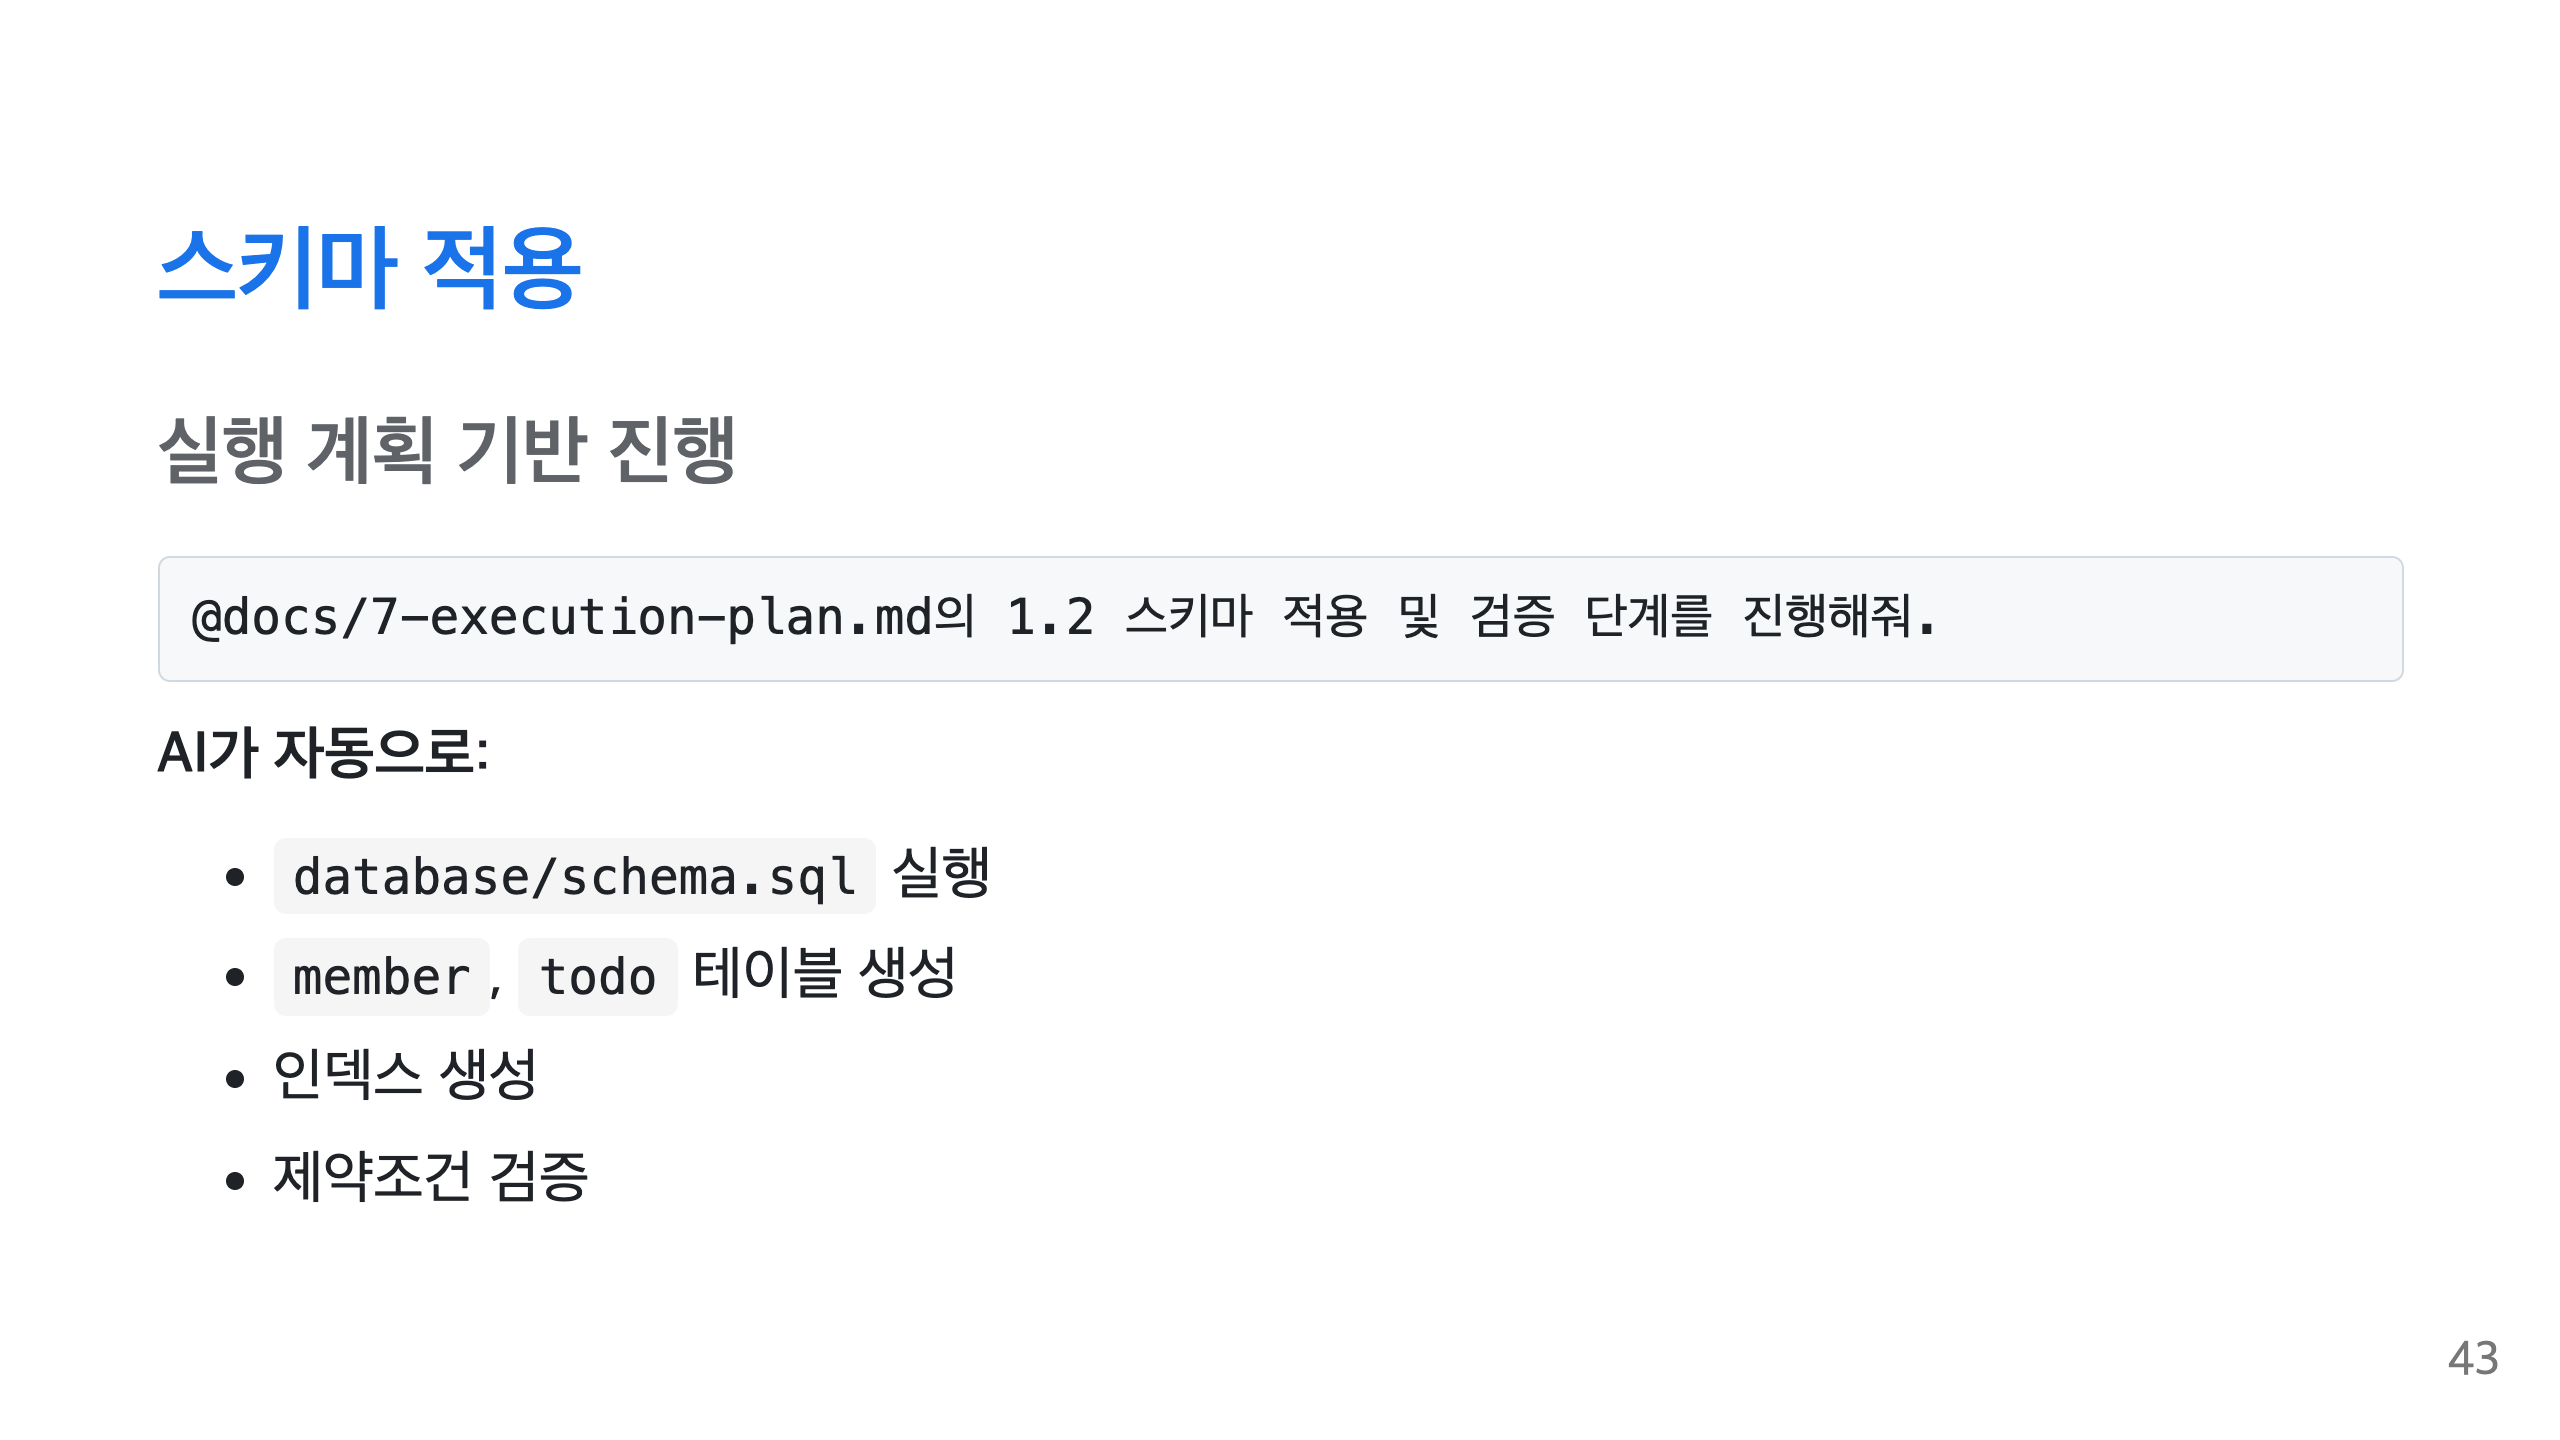 스키마 적용
실행 계획 기반 진행
@docs/7-execution-plan.md의 1.2 스키마 적용 및 검증 단계를 진행해줘.
AI가 자동으로:
• database/schema.sql 실행
• member, todo 테이블 생성
• 인덱스 생성
• 제약조건 검증
43